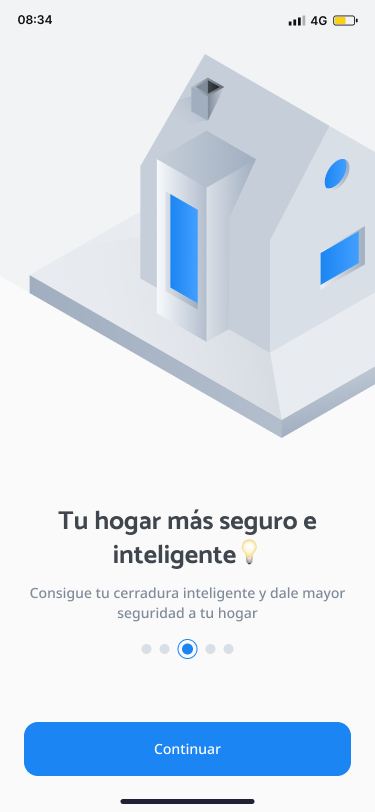 08:34
4G
Tu hogar más seguro e
inteligente💡
Consigue tu cerradura inteligente y dale mayor
seguridad a tu hogar
Continuar